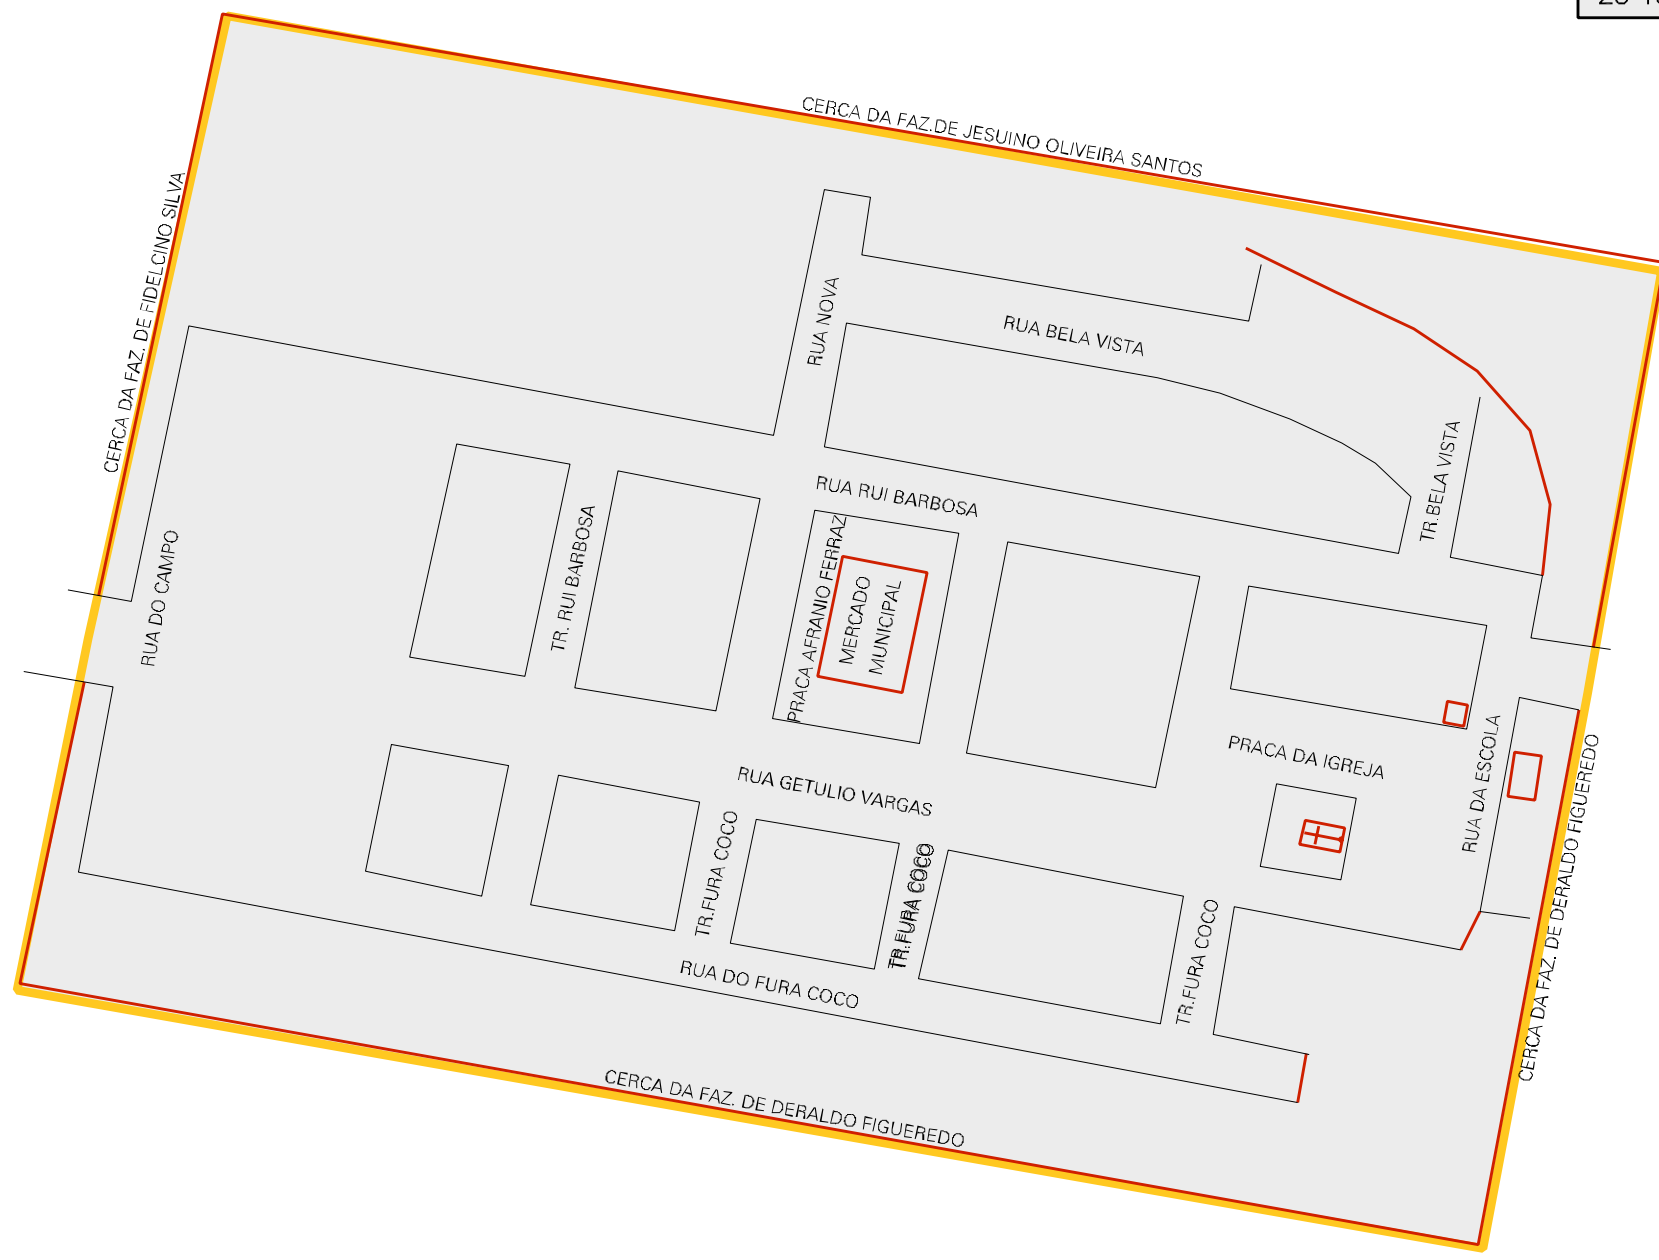 CERCA DA FAZ.DE JESUINO OLIVEIRA SANTOS
CERCA DA FAZ. DE FIDELCINO SILVA
RUA NOVA
RUA BELA VISTA
TR.BELA VISTA
RUA RUI BARBOSA
TR. RUI BARBOSA
RUA DO CAMPO
PRACA AFRANIO FERRAZ
MERCADO
MUNICIPAL
PRACA DA IGREJA
RUA DA ESCOLA
RUA GETULIO VARGAS
TR.FURA COCO
TR.FURA COCO
TR.FURA COCO
TR.FURA COCO
RUA DO FURA COCO
CERCA DA FAZ. DE DERALDO FIGUEREDO
CERCA DA FAZ. DE DERALDO FIGUEREDO